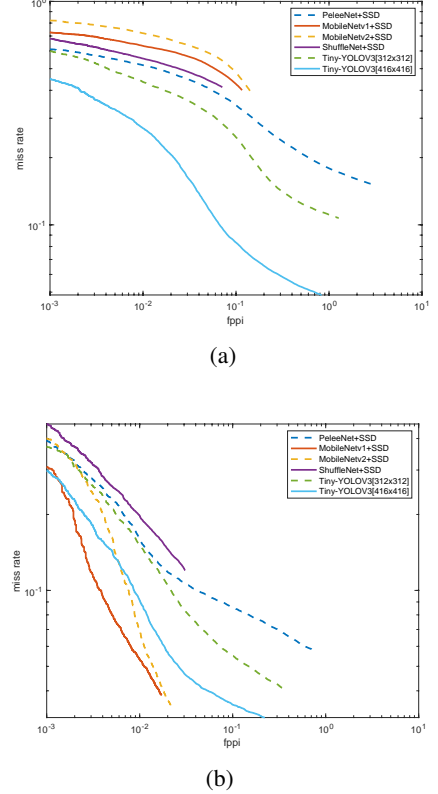 10^0
PeleeNet+SSD
MobileNetv1+SSD
MobileNetv2+SSD
ShuffleNet+SSD
Tiny-YOLOV3[312x312]
Tiny-YOLOV3[416x416]
miss rate
10^-1
10^-3 10^-2 10^-1 10^0 10^1
fppi
(a)
PeleeNet+SSD
MobileNetv1+SSD
MobileNetv2+SSD
ShuffleNet+SSD
Tiny-YOLOV3[312x312]
Tiny-YOLOV3[416x416]
miss rate
10^-1
10^-3 10^-2 10^-1 10^0 10^1
fppi
(b)